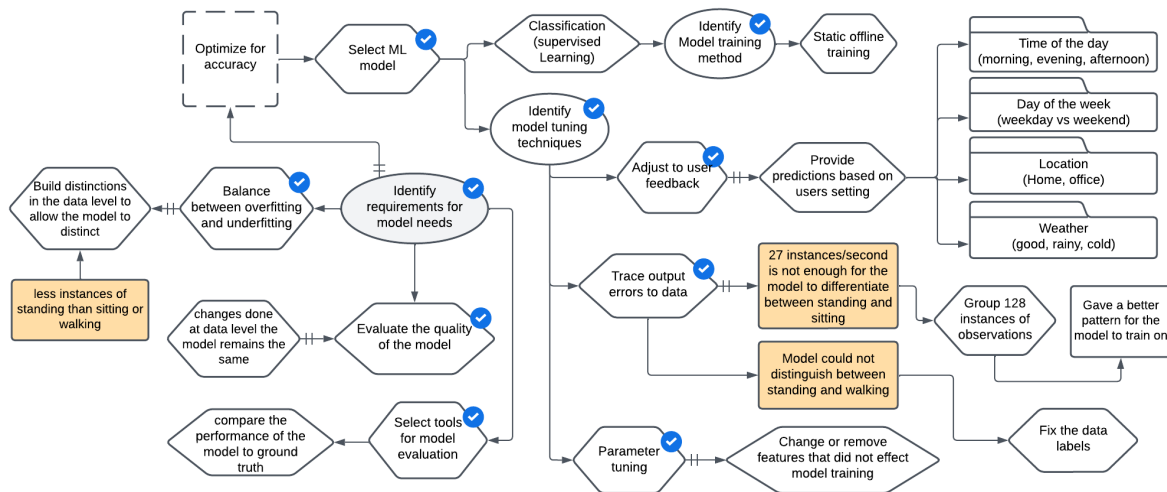 Optimize for
accuracy
Select ML
model
Classification
(supervised
Learning)
Identify
Model training
method
Static offline
training
Time of the day
(morning, evening, afternoon)
Day of the week
(weekday vs weekend)
Location
(Home, office)
Weather
(good, rainy, cold)
Identify
model tuning
techniques
Adjust to user
feedback
Provide
predictions based on
users setting
Build distinctions
in the data level to
allow the model to
distinct
Balance
between overfitting
and underfitting
Identify
requirements for
model needs
less instances of
standing than sitting or
walking
Trace output
errors to data
27 instances/second
is not enough for the
model to differentiate
between standing and
sitting
Group 128
instances of
observations
Gave a better
pattern for the
model to train on
changes done
at data level the
model remains the
same
Evaluate the quality
of the model
Model could not
distinguish between
standing and walking
compare the
performance of the
model to ground
truth
Select tools
for model
evaluation
Parameter
tuning
Change or remove
features that did not effect
model training
Fix the data
labels